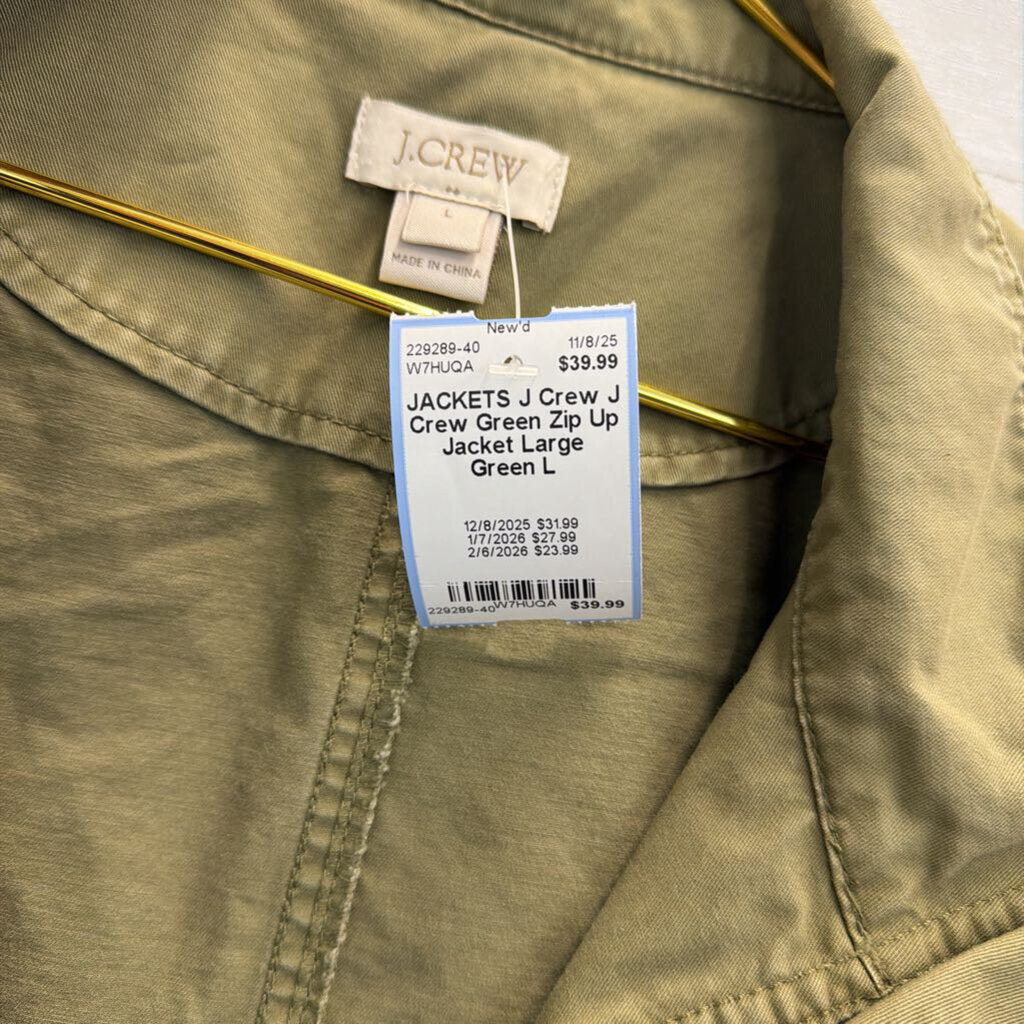 J.CREW
L
MADE IN CHINA
New'd
229289-40 11/8/25
W7HUQA $39.99
JACKETS J Crew J
Crew Green Zip Up
Jacket Large
Green L
12/8/2025 $31.99
1/7/2026 $27.99
2/6/2026 $23.99
229289-40 W7HUQA $39.99